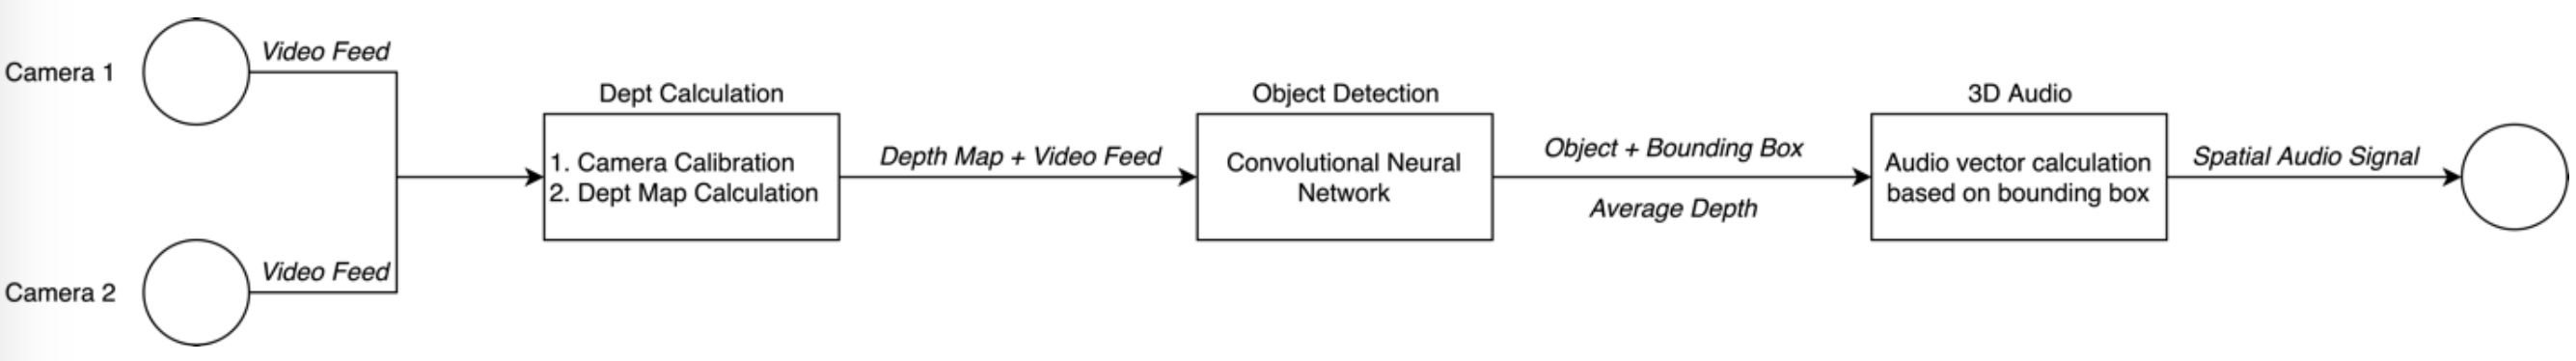 Camera 1
Video Feed
Camera 2
Video Feed
Dept Calculation
1. Camera Calibration
2. Dept Map Calculation
Depth Map + Video Feed
Object Detection
Convolutional Neural
Network
Object + Bounding Box
Average Depth
3D Audio
Audio vector calculation
based on bounding box
Spatial Audio Signal